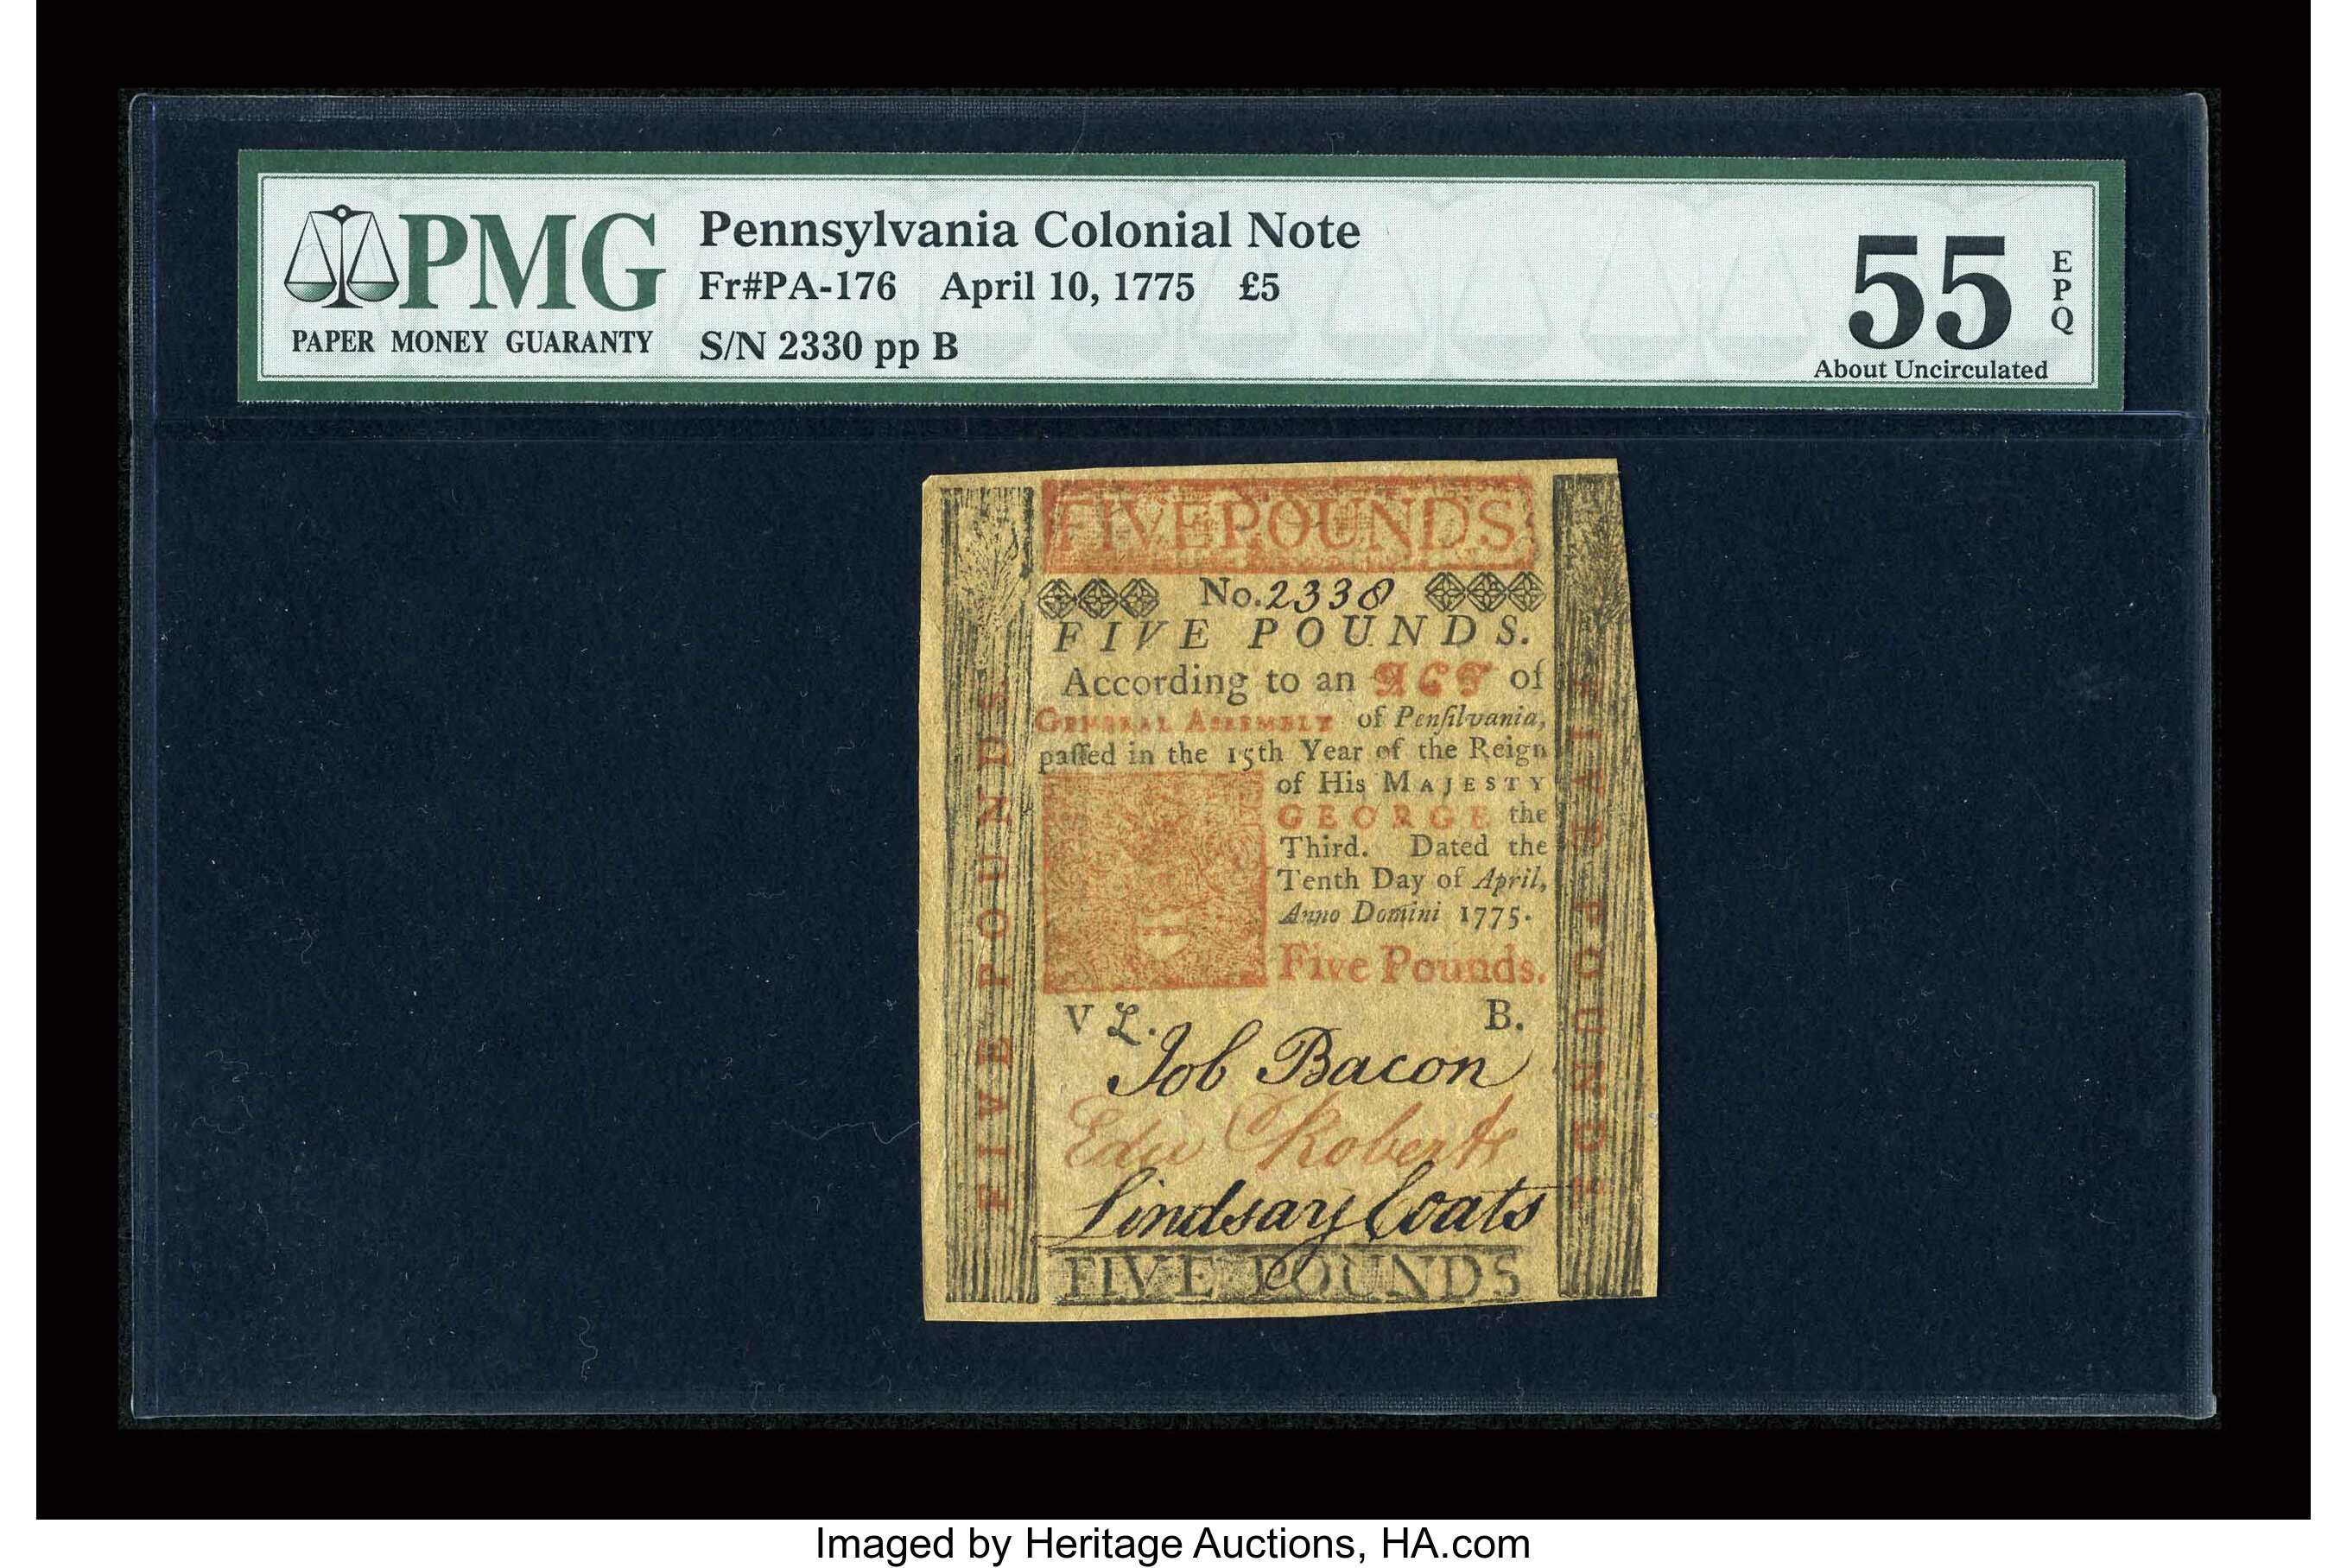 PMG
PAPER MONEY GUARANTY
Pennsylvania Colonial Note
Fr#PA-176 April 10, 1775 £5
S/N 2330 pp B
55
EPQ
About Uncirculated
FIVE POUNDS
No. 2338
FIVE POUNDS.
According to an ACT of
GENERAL ASSEMBLY of Penſilvania,
paſſed in the 15th Year of the Reign
of His MAJESTY
GEORGE the
Third. Dated the
Tenth Day of April,
Anno Domini 1775.
Five Pounds.
V L. B.
Job Bacon
Edw Roberts
Lindsay Coats
FIVE POUNDS
FIVE POUNDS.
FIVE POUNDS
Imaged by Heritage Auctions, HA.com